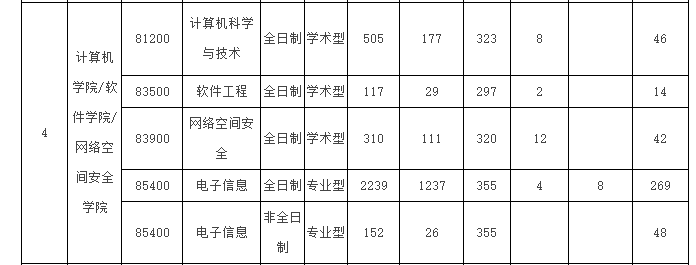 4
计算机
学院/软
件学院/
网络空
间安全
学院
81200 计算机科学
与技术 全日制 学术型 505 177 323 8 46
83500 软件工程 全日制 学术型 117 29 297 2 14
83900 网络空间安
全 全日制 学术型 310 111 320 12 42
85400 电子信息 全日制 专业型 2239 1237 355 4 8 269
85400 电子信息 非全日
制 专业型 152 26 355 48